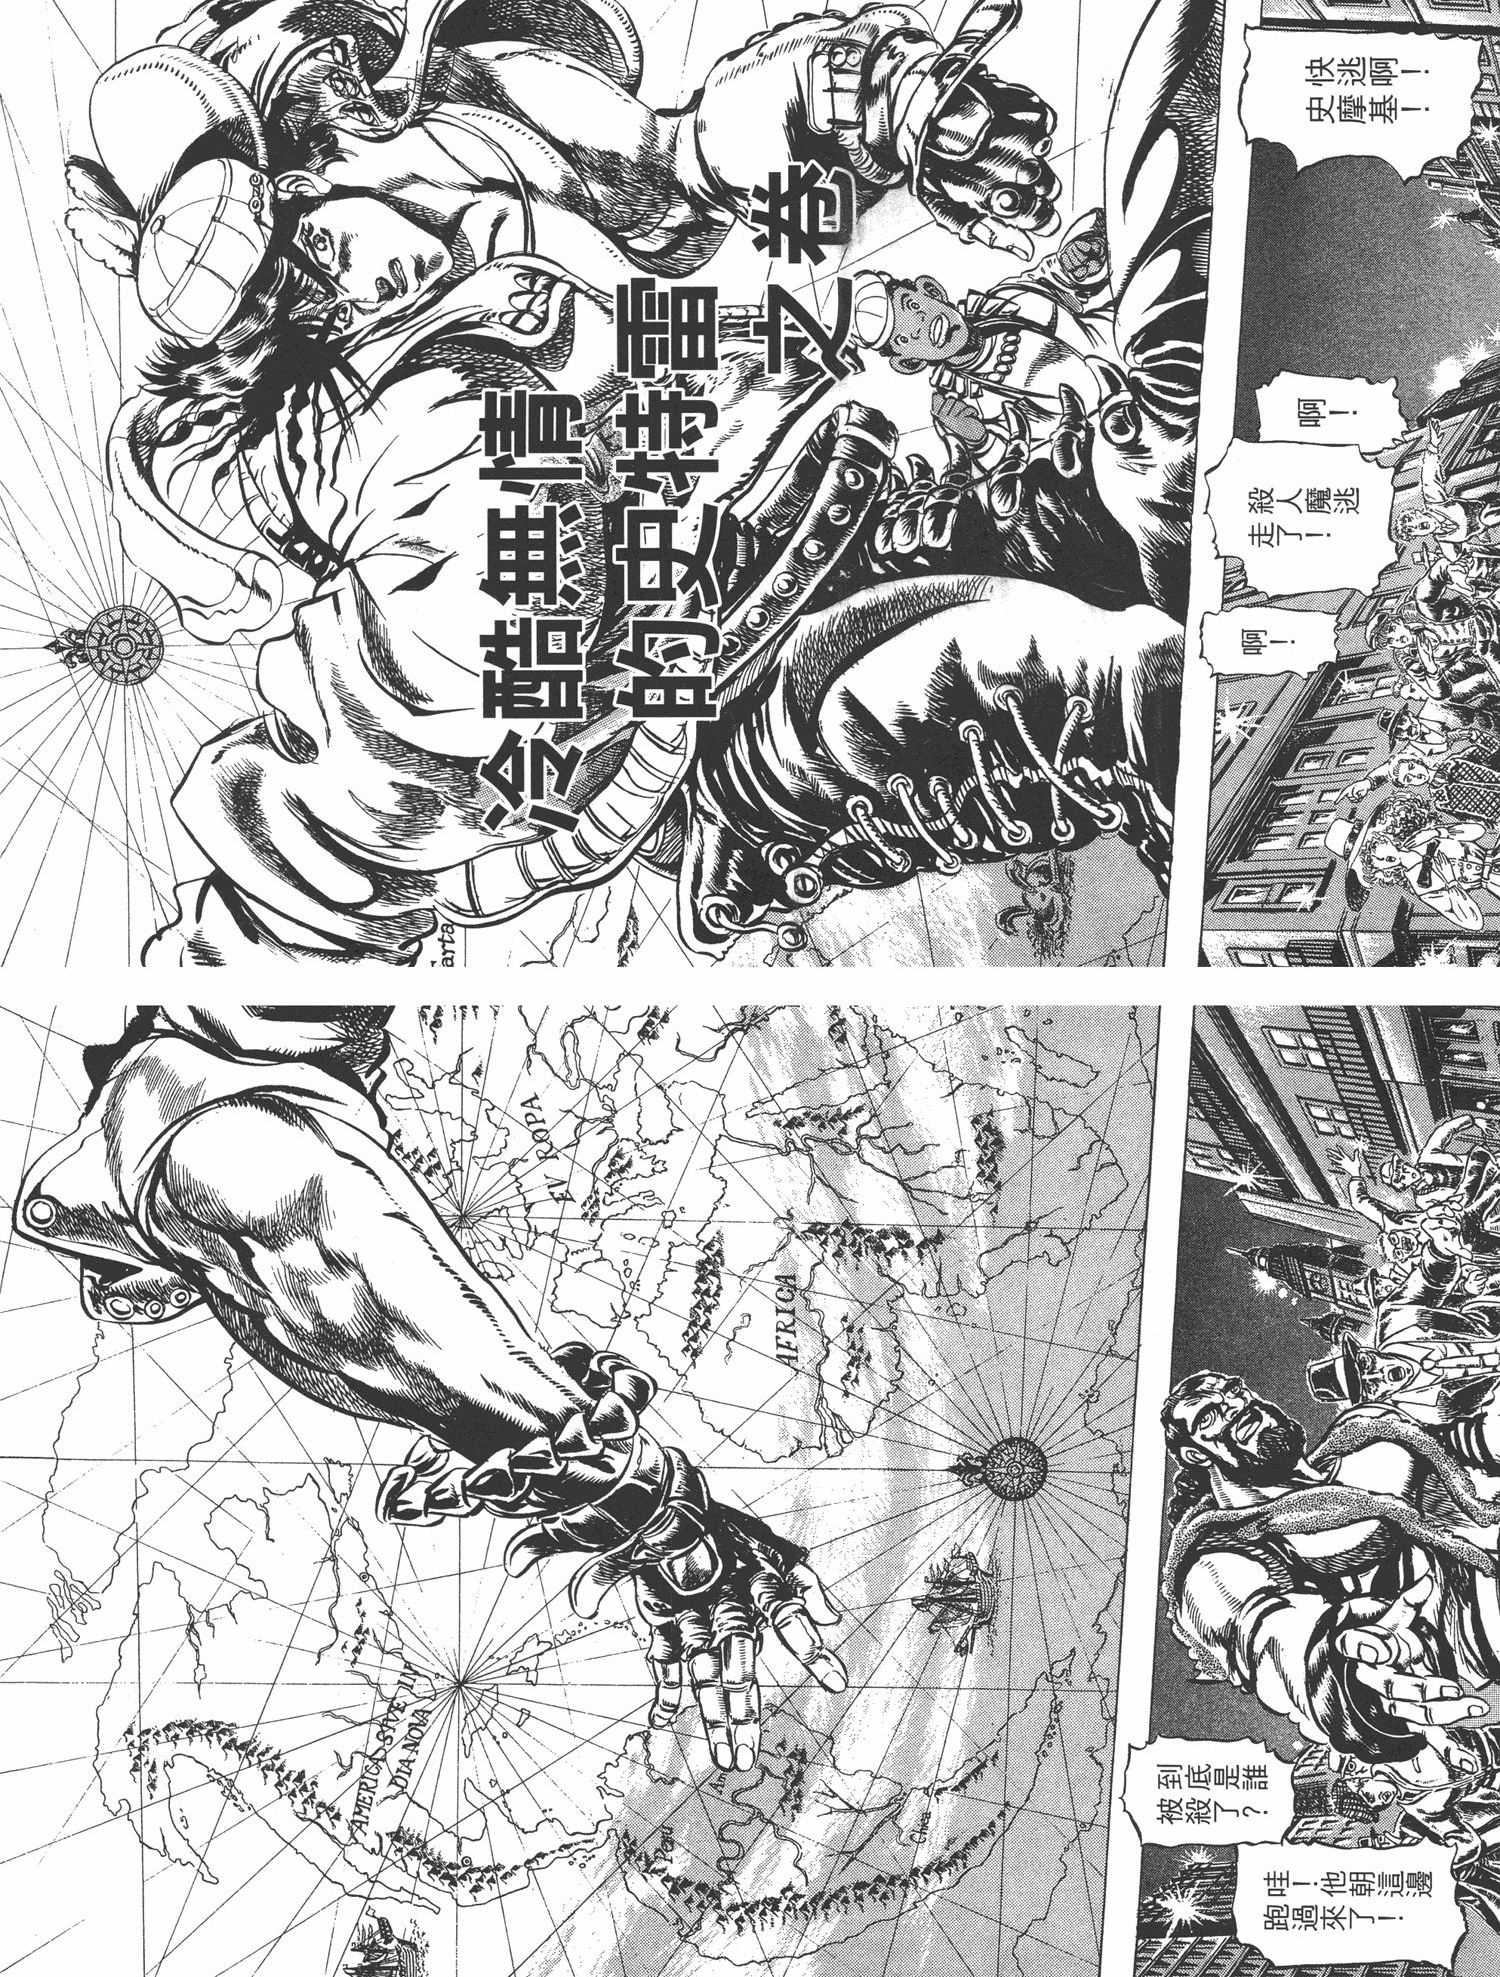 冷酷無情
的史特雷
之卷
EVROPA
AFRICA
AMERICA SIVE IN
DIA NOVA
Peru
快逃啊！
史摩基！
啊！
殺人魔逃
走了！
啊！
到底是誰
被殺了？
哇！他朝這邊
跑過來了！